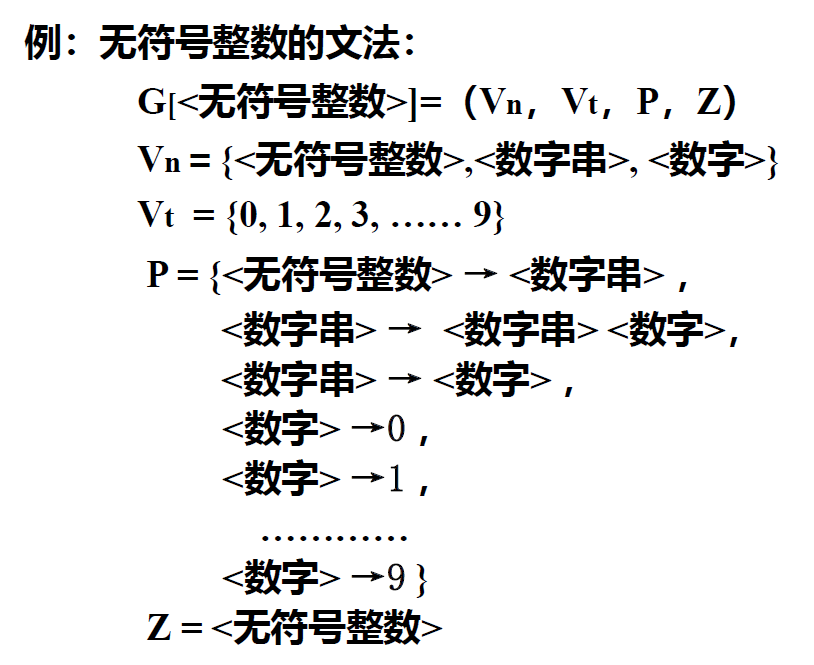 例：无符号整数的文法：
G[<无符号整数>]=（Vn，Vt，P，Z）
Vn = {<无符号整数>,<数字串>, <数字>}
Vt = {0, 1, 2, 3, …… 9}
P = {<无符号整数> → <数字串> ,
<数字串> → <数字串> <数字>,
<数字串> → <数字> ,
<数字> →0 ,
<数字> →1 ,
…………
<数字> →9 }
Z = <无符号整数>